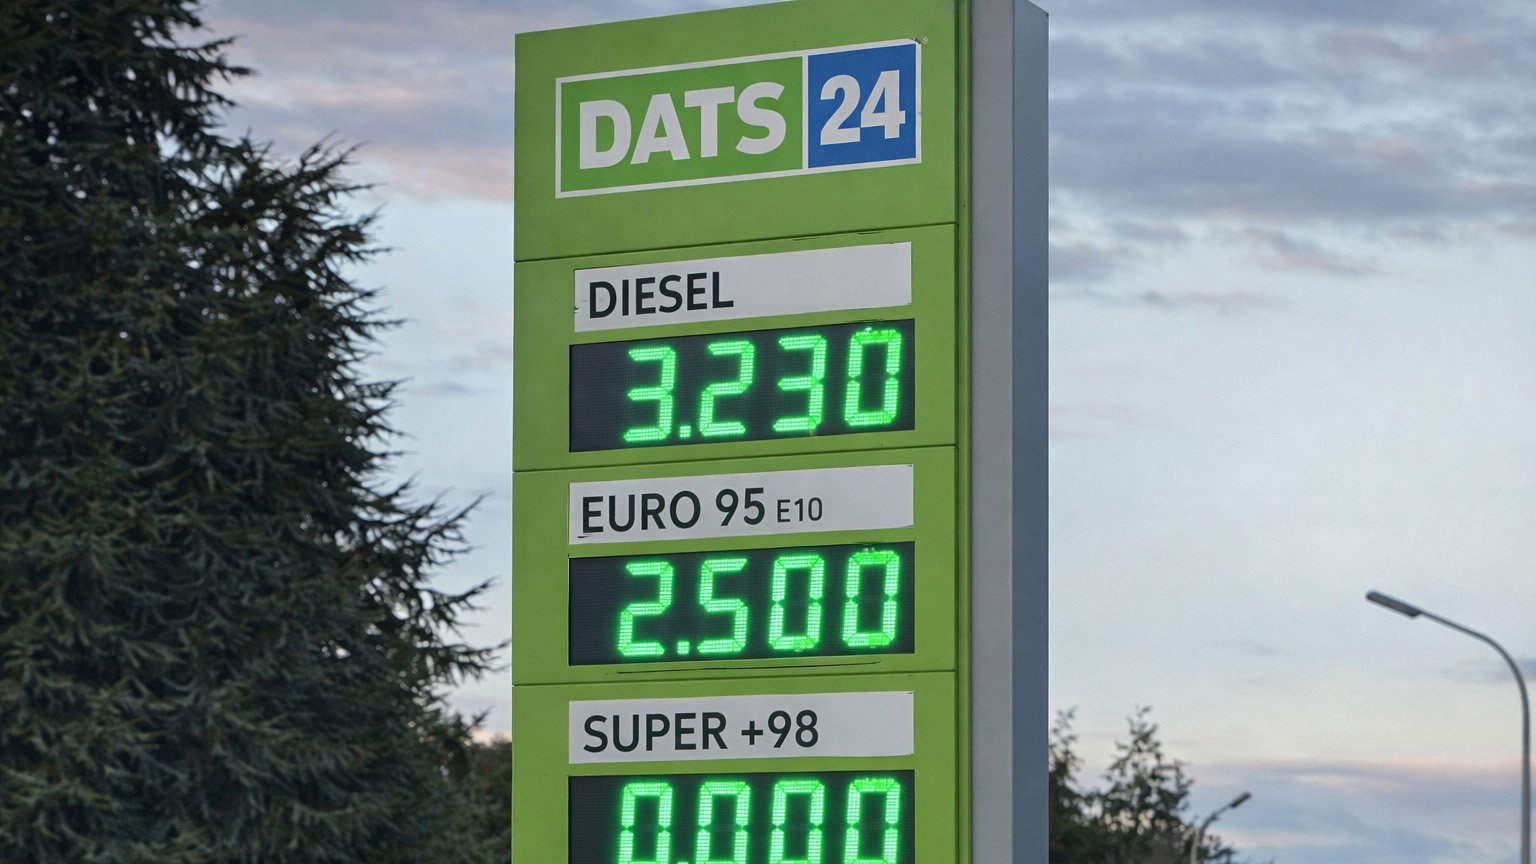 DATS 24
DIESEL
3.230
EURO 95 E10
2.500
SUPER +98
0.000